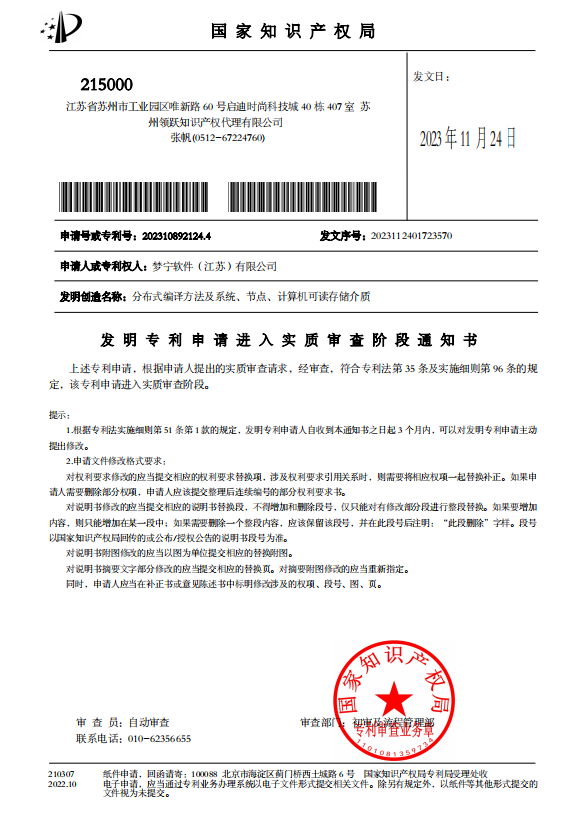 国家知识产权局
215000
江苏省苏州市工业园区唯新路 60 号启迪时尚科技城 40 栋 407 室 苏
州领跃知识产权代理有限公司
张帆(0512-67224760)
发文日：
2023年11月24日
申请号或专利号：202310892124.4
发文序号：2023112401723570
申请人或专利权人：梦宁软件（江苏）有限公司
发明创造名称：分布式编译方法及系统、节点、计算机可读存储介质
发明专利申请进入实质审查阶段通知书
上述专利申请，根据申请人提出的实质审查请求，经审查，符合专利法第 35 条及实施细则第 96 条的规
定，该专利申请进入实质审查阶段。
提示：
1.根据专利法实施细则第 51 条第 1 款的规定，发明专利申请人自收到本通知书之日起 3 个月内，可以对发明专利申请主动
提出修改。
2.申请文件修改格式要求：
对权利要求修改的应当提交相应的权利要求替换项，涉及权利要求引用关系时，则需要将相应权项一起替换补正。如果申
请人需要删除部分权项，申请人应该提交整理后连续编号的部分权利要求书。
对说明书修改的应当提交相应的说明书替换段，不得增加和删除段号，仅只能对有修改部分段进行整段替换。如果要增加
内容，则只能增加在某一段中；如果需要删除一个整段内容，应该保留该段号，并在此段号后注明：“此段删除”字样。段号
以国家知识产权局回传的或公布/授权公告的说明书段号为准。
对说明书附图修改的应当以图为单位提交相应的替换附图。
对说明书摘要文字部分修改的应当提交相应的替换页。对摘要附图修改的应当重新指定。
同时，申请人应当在补正书或意见陈述书中标明修改涉及的权项、段号、图、页。
国家知识产权局
审 查 员：自动审查
审查部门：初审及流程管理部
专利审查业务章
联系电话：010-62356655
1101081359734
210307 纸件申请，回函请寄：100088 北京市海淀区蓟门桥西土城路 6 号 国家知识产权局专利局受理处收
2022.10 电子申请，应当通过专利业务办理系统以电子文件形式提交相关文件。除另有规定外，以纸件等其他形式提交的
文件视为未提交。